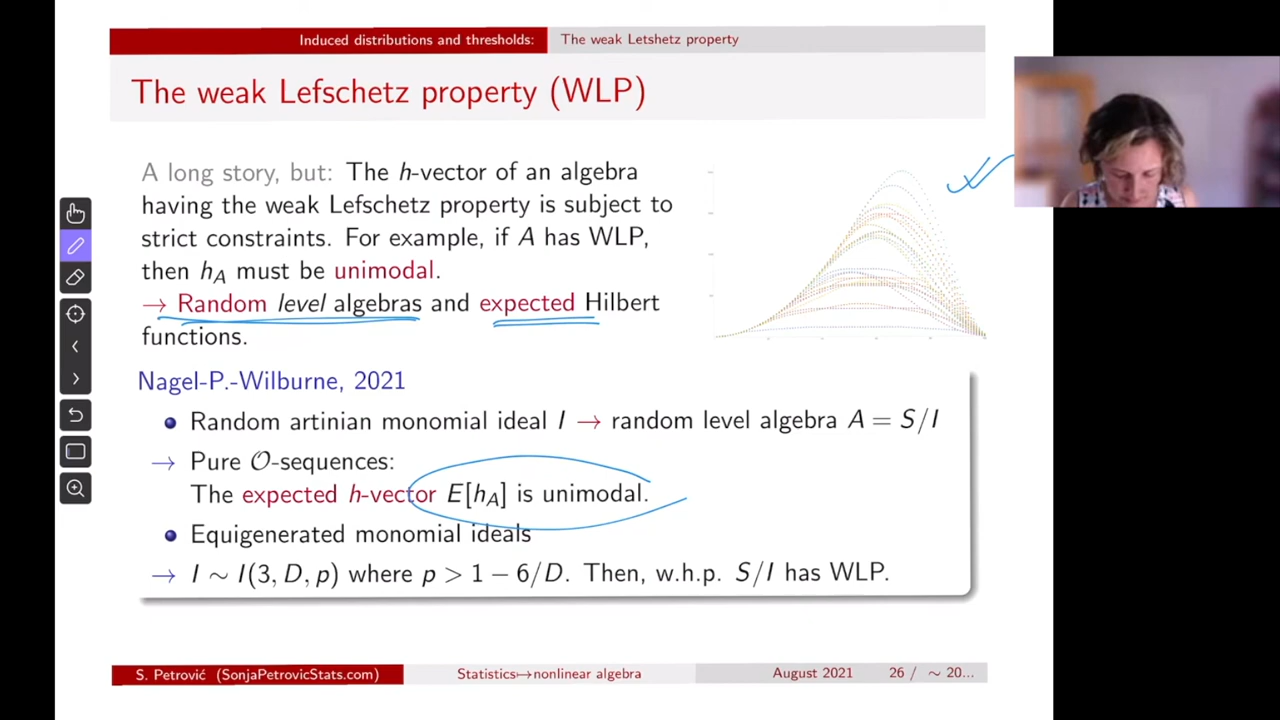 Induced distributions and thresholds: The weak Letshetz property
The weak Lefschetz property (WLP)
A long story, but: The h-vector of an algebra
having the weak Lefschetz property is subject to
strict constraints. For example, if A has WLP,
then h_A must be unimodal.
→ Random level algebras and expected Hilbert
functions.
Nagel-P.-Wilburne, 2021
• Random artinian monomial ideal I → random level algebra A = S/I
→ Pure O-sequences:
The expected h-vector E[h_A] is unimodal.
• Equigenerated monomial ideals
→ I ∼ I(3, D, p) where p > 1 − 6/D. Then, w.h.p. S/I has WLP.
S. Petrović (SonjaPetrovicStats.com) Statistics↦nonlinear algebra August 2021 26 / ∼ 20...